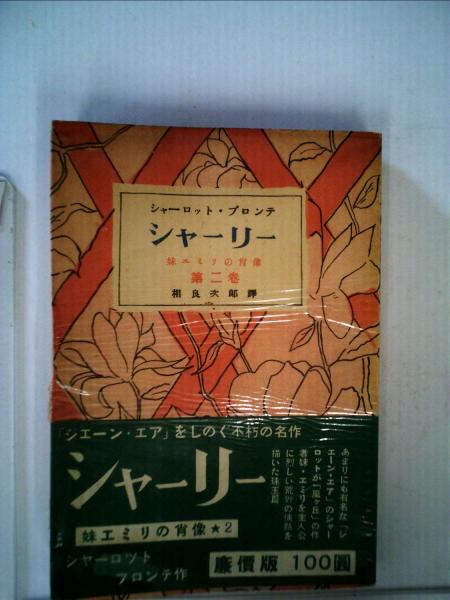 シャーロット・ブロンテ
シャーリー
妹エミリの肖像
第二巻
相良次郎譯
「ジエーン・エア」をしのぐ不朽の名作
シャーリー
妹エミリの肖像★2
シャーロット
ブロンテ作
あまりにも有名な「ジ
エーン・エア」のシャー
ロットが「嵐ヶ丘」の作
者妹・エミリを主人公
に烈しい荒野の情熱を
描いた珠玉篇
廉價版 100圓